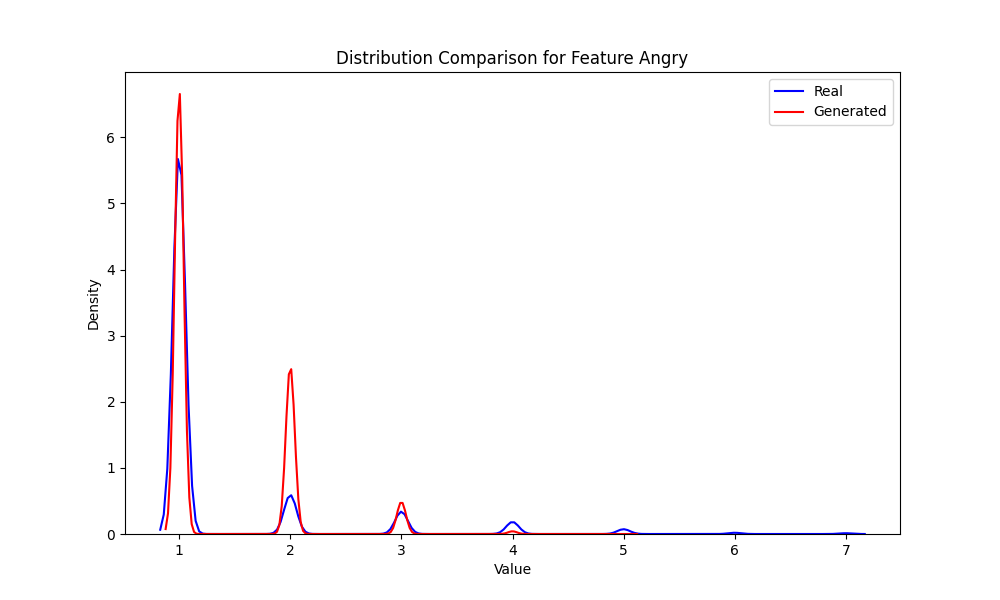 Distribution Comparison for Feature Angry
Real
Generated
6
5
4
3
2
1
0
Density
1 2 3 4 5 6 7
Value